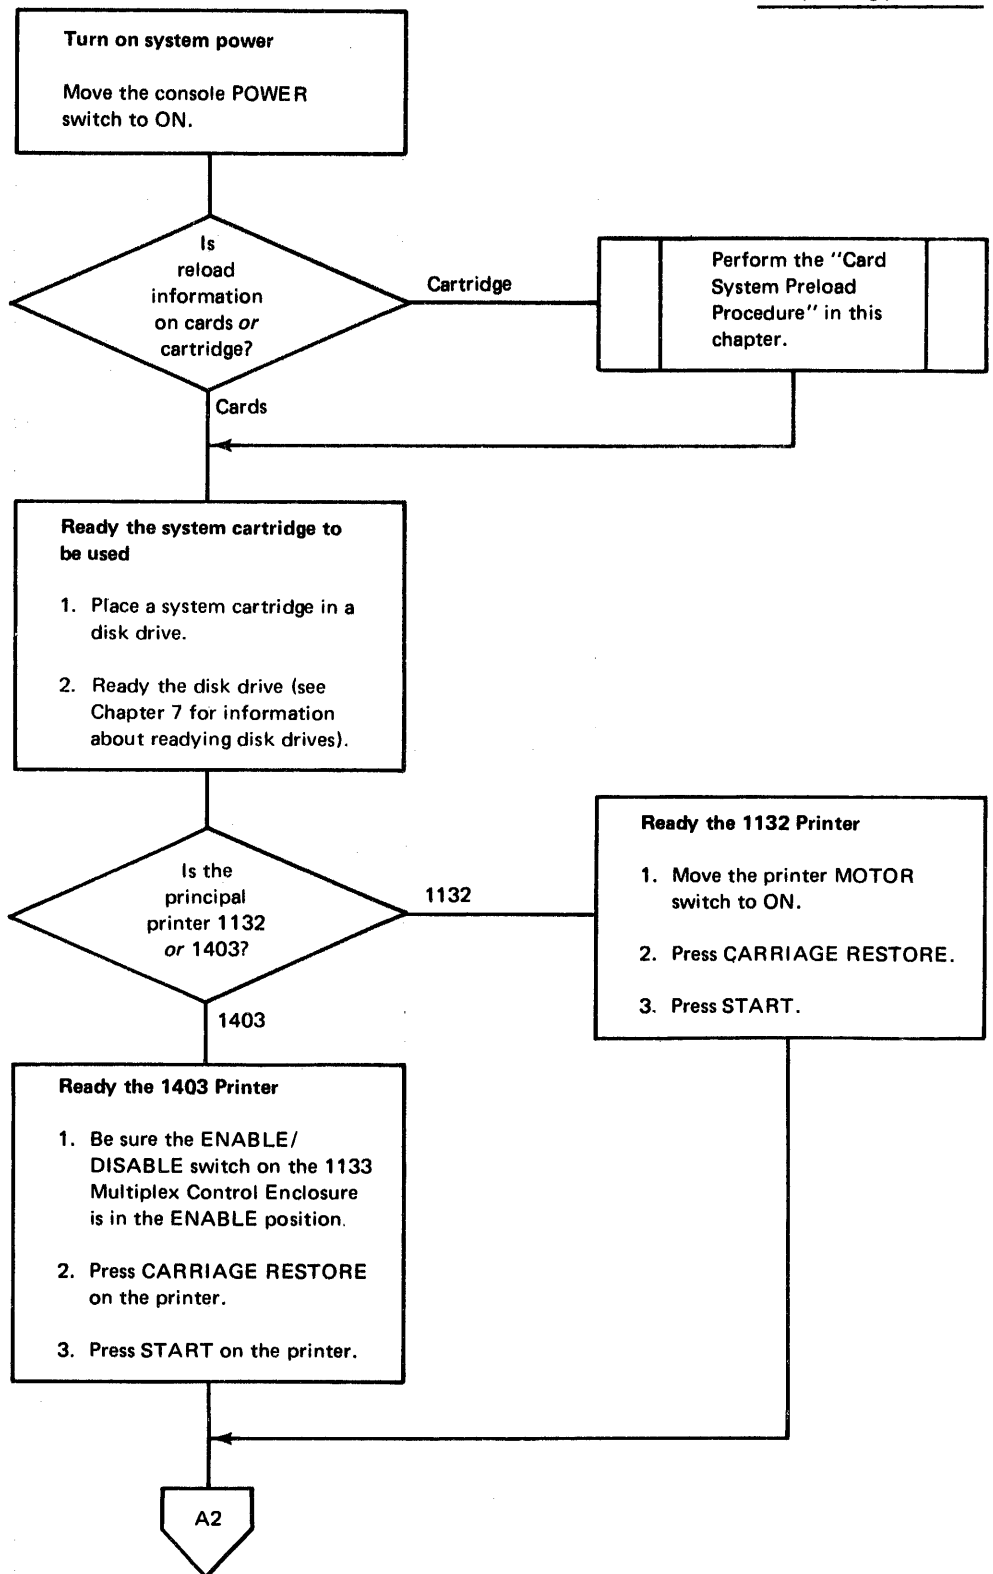 Turn on system power
Move the console POWER
switch to ON.
Is
reload
information
on cards or
cartridge?
Cartridge
Perform the "Card
System Preload
Procedure" in this
chapter.
Cards
Ready the system cartridge to
be used
1. Place a system cartridge in a
disk drive.
2. Ready the disk drive (see
Chapter 7 for information
about readying disk drives).
Is the
principal
printer 1132
or 1403?
1132
Ready the 1132 Printer
1. Move the printer MOTOR
switch to ON.
2. Press CARRIAGE RESTORE.
3. Press START.
1403
Ready the 1403 Printer
1. Be sure the ENABLE/
DISABLE switch on the 1133
Multiplex Control Enclosure
is in the ENABLE position.
2. Press CARRIAGE RESTORE
on the printer.
3. Press START on the printer.
A2